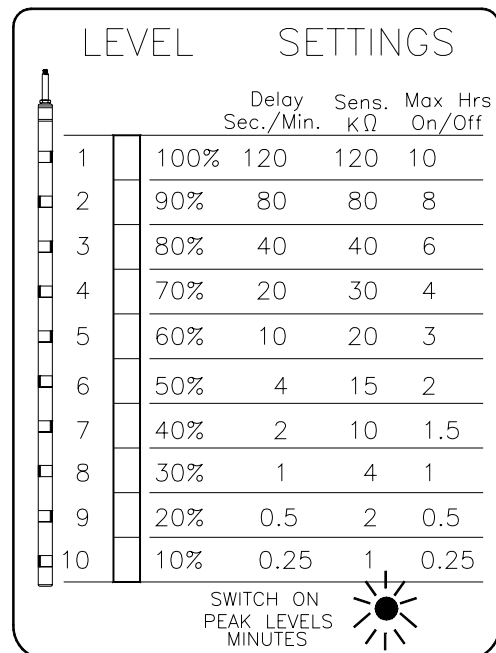 LEVEL SETTINGS
Delay Sens. Max Hrs
Sec./Min. KΩ On/Off
1 100% 120 120 10
2 90% 80 80 8
3 80% 40 40 6
4 70% 20 30 4
5 60% 10 20 3
6 50% 4 15 2
7 40% 2 10 1.5
8 30% 1 4 1
9 20% 0.5 2 0.5
10 10% 0.25 1 0.25
SWITCH ON
PEAK LEVELS
MINUTES